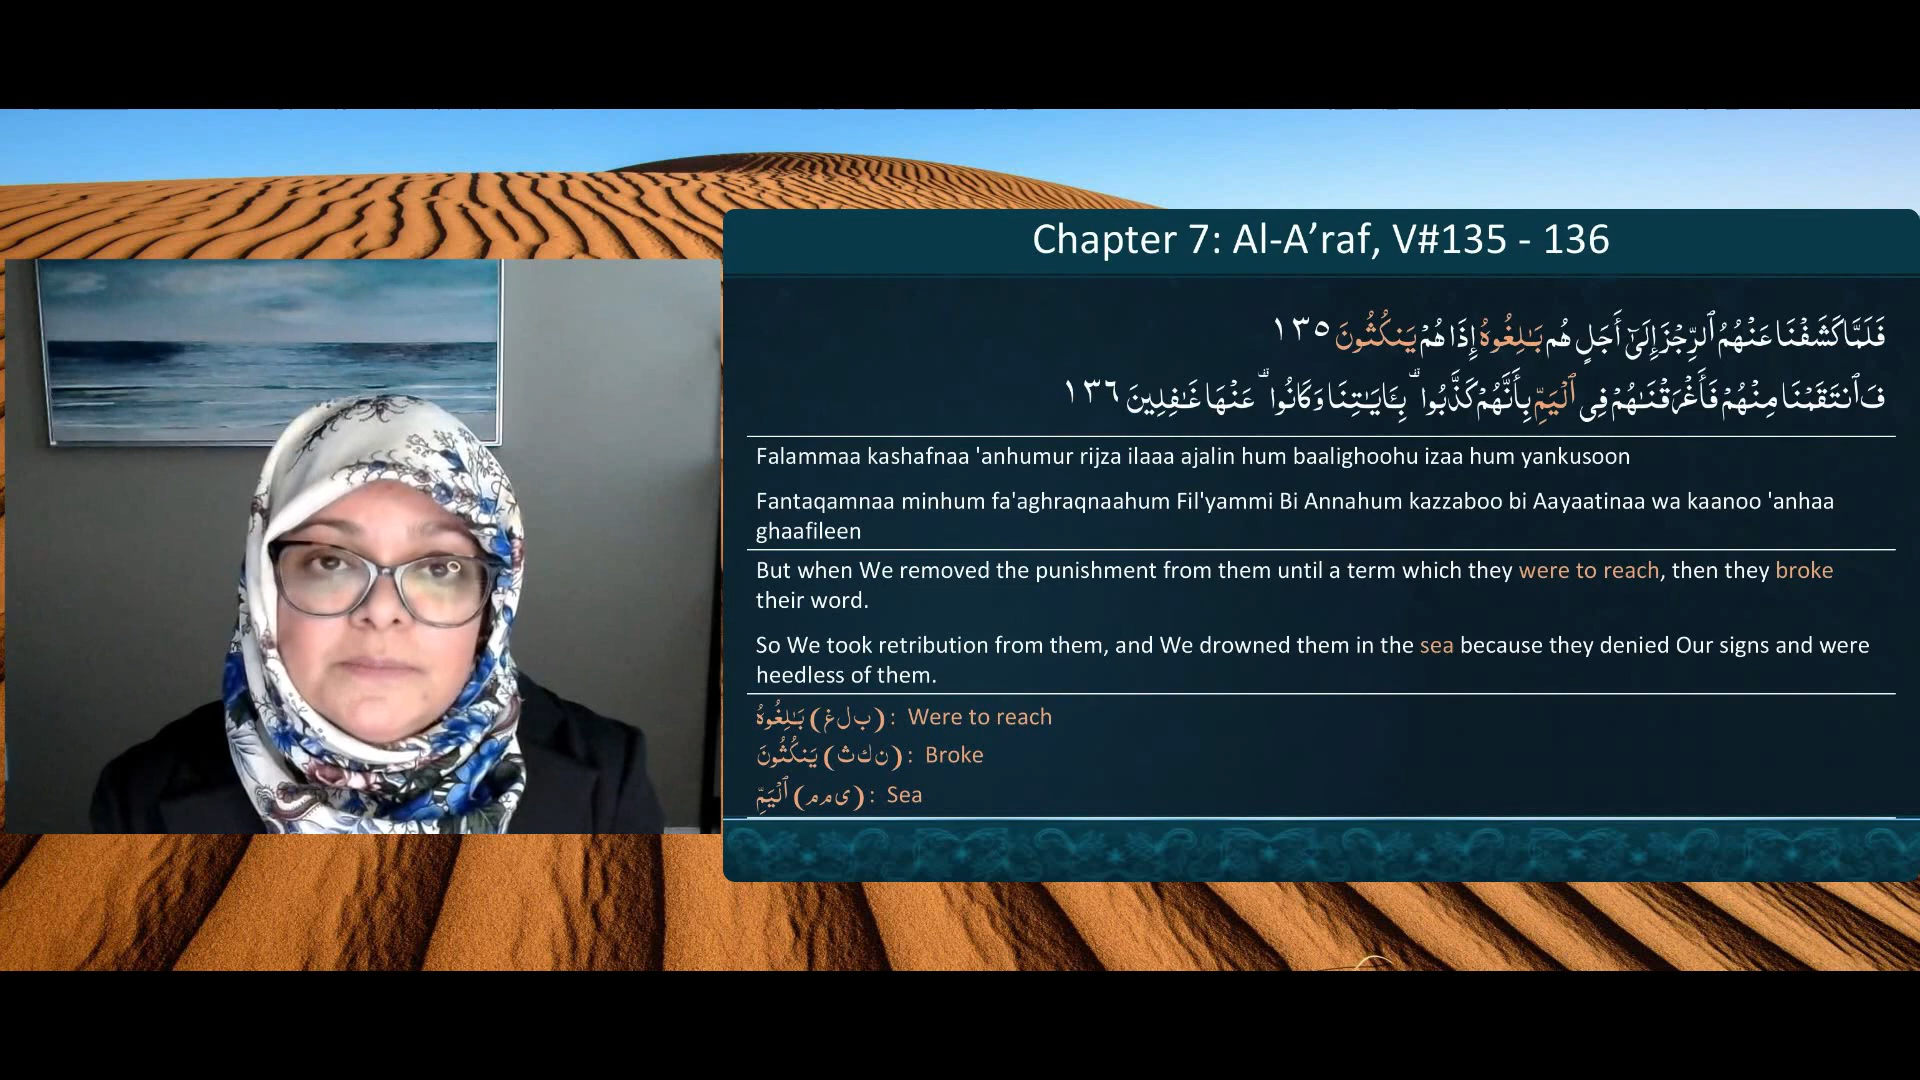 Chapter 7: Al-A’raf, V#135 - 136
فَلَمَّا كَشَفْنَا عَنْهُمُ ٱلرِّجْزَ إِلَىٰٓ أَجَلٍ هُم بَـٰلِغُوهُ إِذَا هُمْ يَنكُثُونَ ١٣٥
فَٱنتَقَمْنَا مِنْهُمْ فَأَغْرَقْنَـٰهُمْ فِى ٱلْيَمِّ بِأَنَّهُمْ كَذَّبُوا۟ بِـَٔايَـٰتِنَا وَكَانُوا۟ عَنْهَا غَـٰفِلِينَ ١٣٦
Falammaa kashafnaa 'anhumur rijza ilaaa ajalin hum baalighoohu izaa hum yankusoon
Fantaqamnaa minhum fa'aghraqnaahum Fil'yammi Bi Annahum kazzaboo bi Aayaatinaa wa kaanoo 'anhaa
ghaafileen
But when We removed the punishment from them until a term which they were to reach, then they broke
their word.
So We took retribution from them, and We drowned them in the sea because they denied Our signs and were
heedless of them.
بَـٰلِغُوهُ (ب ل غ) : Were to reach
يَنكُثُونَ (ن ك ث) : Broke
ٱلْيَمِّ (ى م م) : Sea